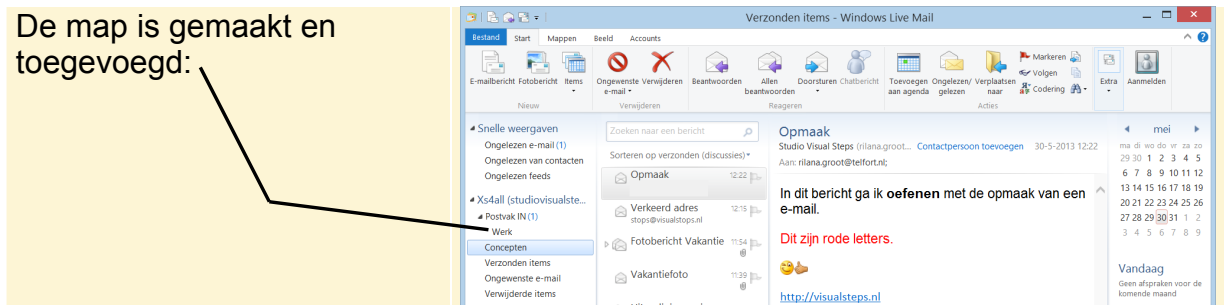 De map is gemaakt en
toegevoegd:
Verzonden items - Windows Live Mail
Bestand Start Mappen Beeld Accounts
E-mailbericht Fotobericht Items
Nieuw
Ongewenste e-mail Verwijderen
Verwijderen
Beantwoorden Allen beantwoorden Doorsturen Chatbericht
Reageren
Toevoegen aan agenda Ongelezen/ gelezen Verplaatsen naar
Markeren
Volgen
Codering
Acties
Extra Aanmelden
Snelle weergaven
Ongelezen e-mail (1)
Ongelezen van contacten
Ongelezen feeds
Xs4all (studiovisualste...
Postvak IN (1)
Werk
Concepten
Verzonden items
Ongewenste e-mail
Verwijderde items
Zoeken naar een bericht
Sorteren op verzonden (discussies)
Opmaak 12:22
Verkeerd adres 12:15
stops@visualstops.nl
Fotobericht Vakantie 11:54
Vakantiefoto 11:39
Opmaak
Studio Visual Steps (rilana.groot... Contactpersoon toevoegen 30-5-2013 12:22
Aan: rilana.groot@telfort.nl;
In dit bericht ga ik oefenen met de opmaak van een
e-mail.
Dit zijn rode letters.
http://visualsteps.nl
mei
ma di wo do vr za zo
29 30 1 2 3 4 5
6 7 8 9 10 11 12
13 14 15 16 17 18 19
20 21 22 23 24 25 26
27 28 29 30 31 1 2
3 4 5 6 7 8 9
Vandaag
Geen afspraken voor de
komende maand